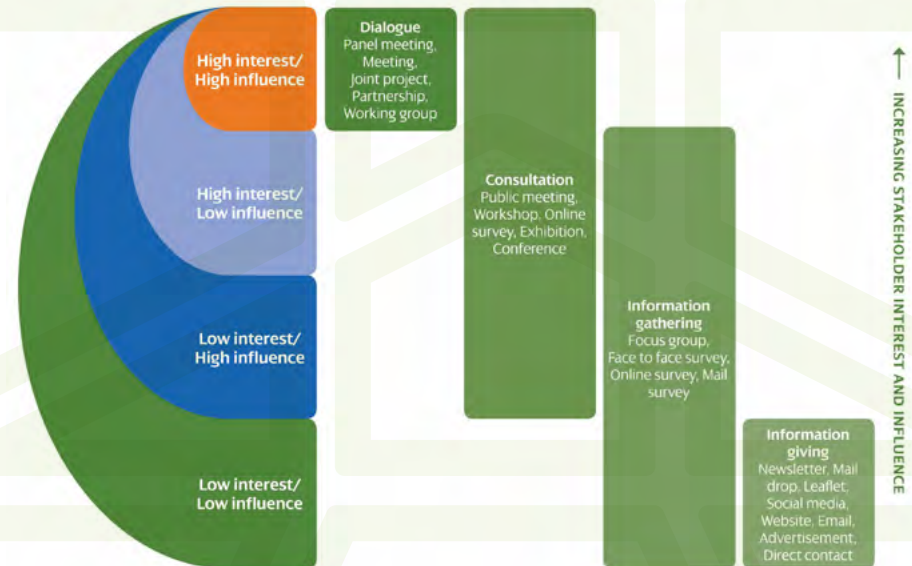 High interest/
High influence
High interest/
Low influence
Low interest/
High influence
Low interest/
Low influence
Dialogue
Panel meeting,
Meeting,
Joint project,
Partnership,
Working group
Consultation
Public meeting,
Workshop, Online
survey, Exhibition,
Conference
Information
gathering
Focus group,
Face to face survey,
Online survey, Mail
survey
Information
giving
Newsletter, Mail
drop, Leaflet,
Social media,
Website, Email,
Advertisement,
Direct contact
INCREASING STAKEHOLDER INTEREST AND INFLUENCE